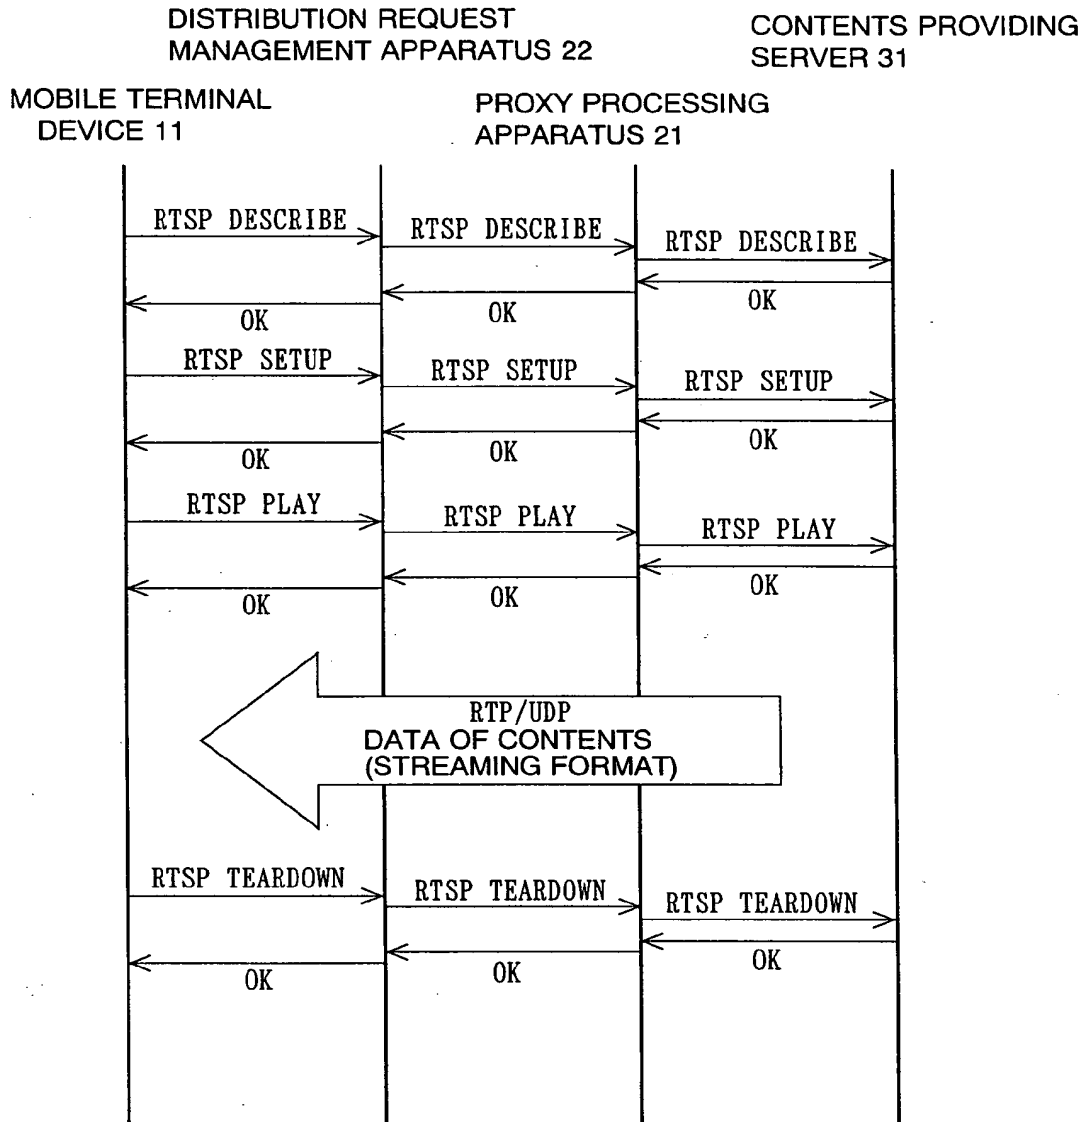 DISTRIBUTION REQUEST
MANAGEMENT APPARATUS 22
CONTENTS PROVIDING
SERVER 31
MOBILE TERMINAL
DEVICE 11
PROXY PROCESSING
APPARATUS 21
RTSP DESCRIBE
RTSP DESCRIBE
RTSP DESCRIBE
OK
OK
OK
RTSP SETUP
RTSP SETUP
RTSP SETUP
OK
OK
OK
RTSP PLAY
RTSP PLAY
RTSP PLAY
OK
OK
OK
RTP/UDP
DATA OF CONTENTS
(STREAMING FORMAT)
RTSP TEARDOWN
RTSP TEARDOWN
RTSP TEARDOWN
OK
OK
OK